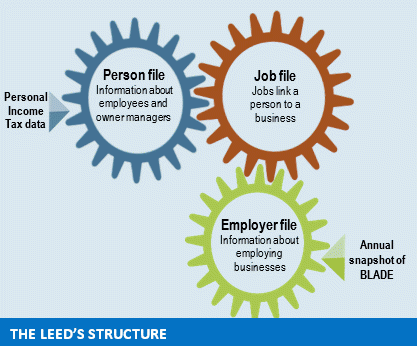 Person file
Information about
employees and
owner managers
Job file
Jobs link a
person to a
business
Personal
Income
Tax data
Employer file
Information about
employing
businesses
Annual
snapshot of
BLADE
THE LEED'S STRUCTURE